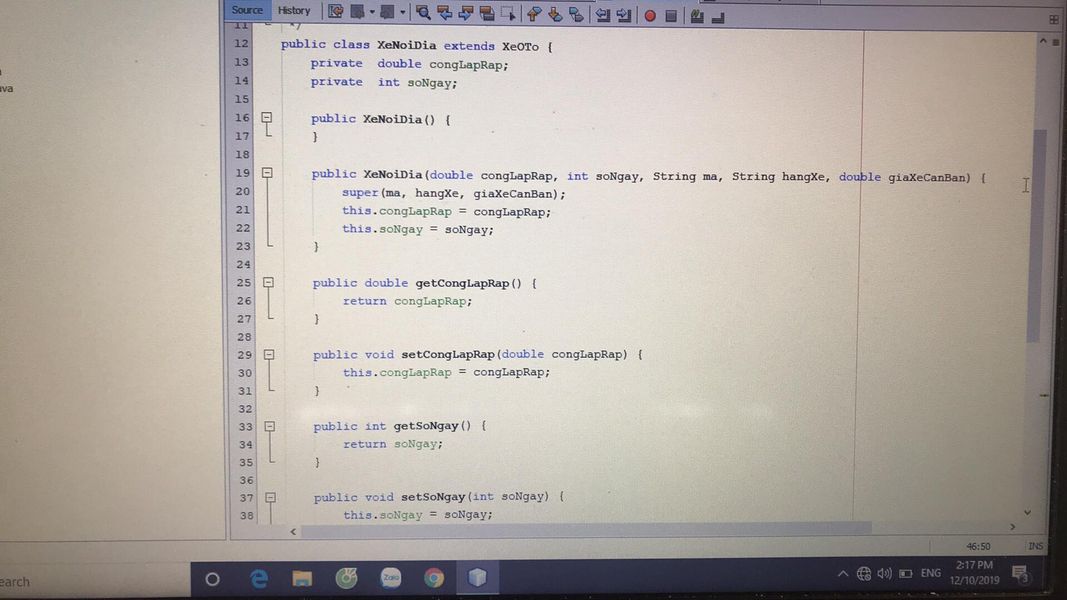 Source History
11 */
12 public class XeNoiDia extends XeOTo {
13 private double congLapRap;
14 private int soNgay;
15
16 public XeNoiDia() {
17 }
18
19 public XeNoiDia(double congLapRap, int soNgay, String ma, String hangXe, double giaXeCanBan) {
20 super(ma, hangXe, giaXeCanBan);
21 this.congLapRap = congLapRap;
22 this.soNgay = soNgay;
23 }
24
25 public double getCongLapRap() {
26 return congLapRap;
27 }
28
29 public void setCongLapRap(double congLapRap) {
30 this.congLapRap = congLapRap;
31 }
32
33 public int getSoNgay() {
34 return soNgay;
35 }
36
37 public void setSoNgay(int soNgay) {
38 this.soNgay = soNgay;
46:50 INS
earch
Zalo
ENG
2:17 PM
12/10/2019
3